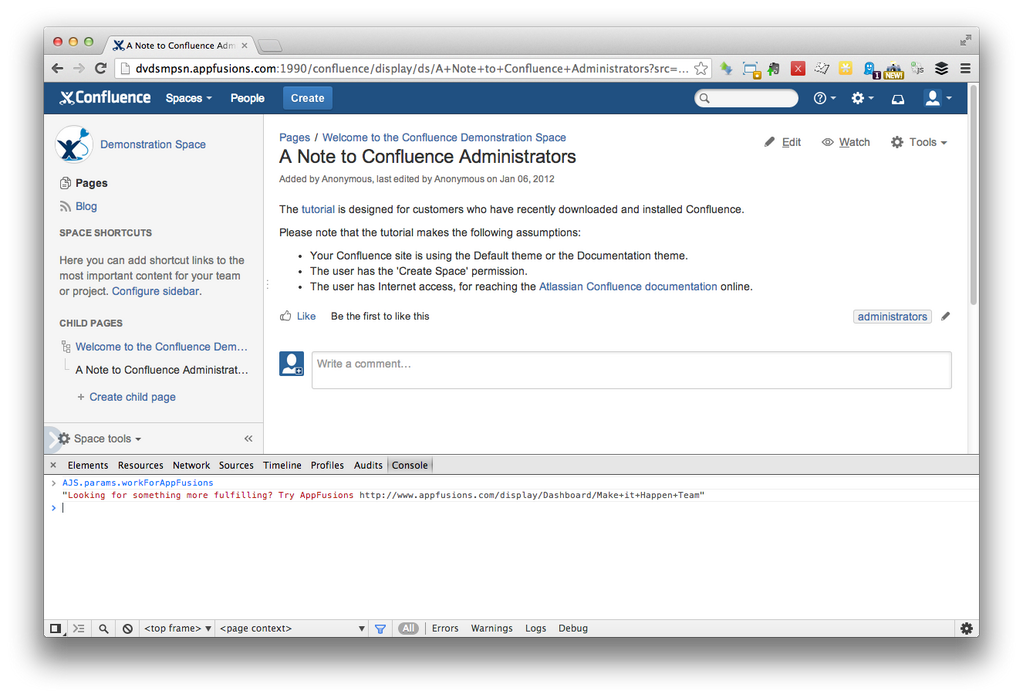 A Note to Confluence Adm
dvdsmpsn.appfusions.com:1990/confluence/display/ds/A+Note+to+Confluence+Administrators?src=...
1
NEW!
js
Confluence
Spaces
People
Create
Demonstration Space
Pages
Blog
SPACE SHORTCUTS
Here you can add shortcut links to the
most important content for your team
or project. Configure sidebar.
CHILD PAGES
Welcome to the Confluence Dem...
A Note to Confluence Administrat...
+ Create child page
Space tools
Pages / Welcome to the Confluence Demonstration Space
A Note to Confluence Administrators
Added by Anonymous, last edited by Anonymous on Jan 06, 2012
Edit
Watch
Tools
The tutorial is designed for customers who have recently downloaded and installed Confluence.
Please note that the tutorial makes the following assumptions:
• Your Confluence site is using the Default theme or the Documentation theme.
• The user has the 'Create Space' permission.
• The user has Internet access, for reaching the Atlassian Confluence documentation online.
Like
Be the first to like this
administrators
Write a comment...
Elements Resources Network Sources Timeline Profiles Audits Console
AJS.params.workForAppFusions
"Looking for something more fulfilling? Try AppFusions http://www.appfusions.com/display/Dashboard/Make+it+Happen+Team"
<top frame> <page context> All Errors Warnings Logs Debug